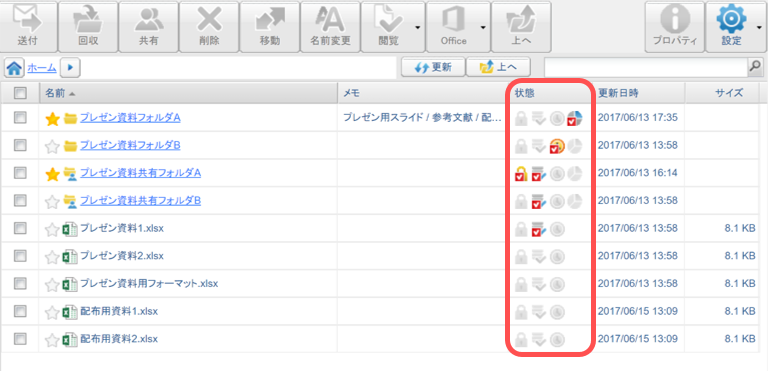 送付 回収 共有 削除 移動 名前変更 閲覧 Office 上へ プロパティ 設定
ホーム 更新 上へ
名前 メモ 状態 更新日時 サイズ
プレゼン資料フォルダA プレゼン用スライド / 参考文献 / 配... 2017/06/13 17:35
プレゼン資料フォルダB 2017/06/13 13:58
プレゼン資料共有フォルダA 2017/06/13 16:14
プレゼン資料共有フォルダB 2017/06/13 13:58
プレゼン資料1.xlsx 2017/06/13 13:58 8.1 KB
プレゼン資料2.xlsx 2017/06/13 13:58 8.1 KB
プレゼン資料用フォーマット.xlsx 2017/06/13 13:58 8.1 KB
配布用資料1.xlsx 2017/06/15 13:09 8.1 KB
配布用資料2.xlsx 2017/06/15 13:09 8.1 KB